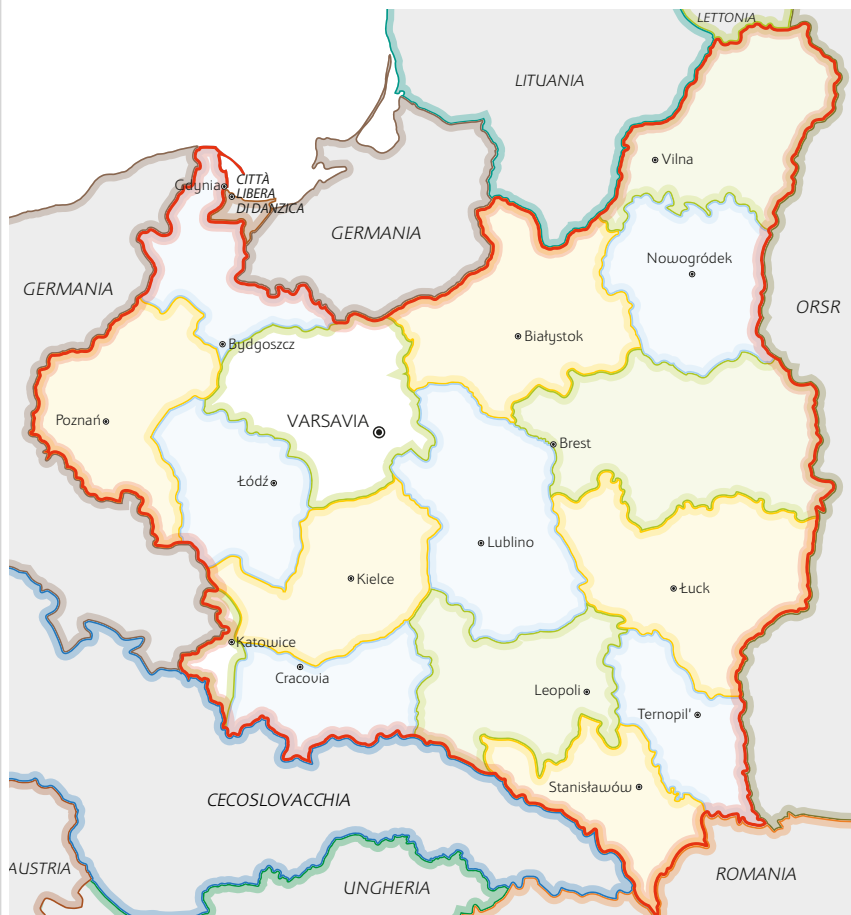 LETTONIA
LITUANIA
Vilna
Gdynia
CITTÀ
LIBERA
DI DANZICA
GERMANIA
Nowogródek
GERMANIA
ORSR
Białystok
Bydgoszcz
Poznań
VARSAVIA
Brest
Łódź
Lublino
Kielce
Łuck
Katowice
Cracovia
Leopoli
Ternopil'
Stanisławów
CECOSLOVACCHIA
AUSTRIA
UNGHERIA
ROMANIA